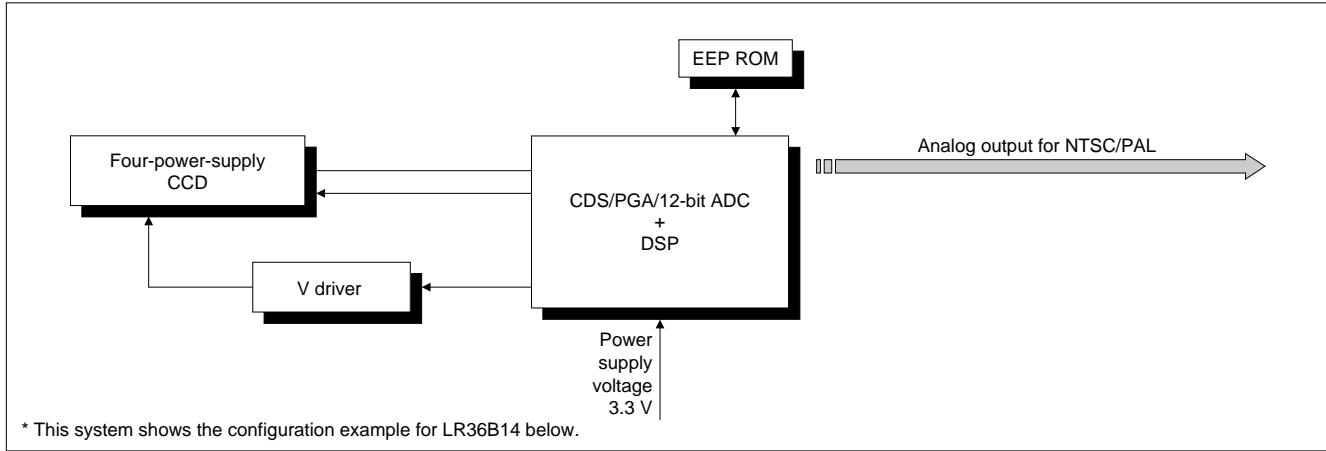 EEP ROM
Four-power-supply
CCD
Analog output for NTSC/PAL
CDS/PGA/12-bit ADC
+
DSP
V driver
Power
supply
voltage
3.3 V
* This system shows the configuration example for LR36B14 below.